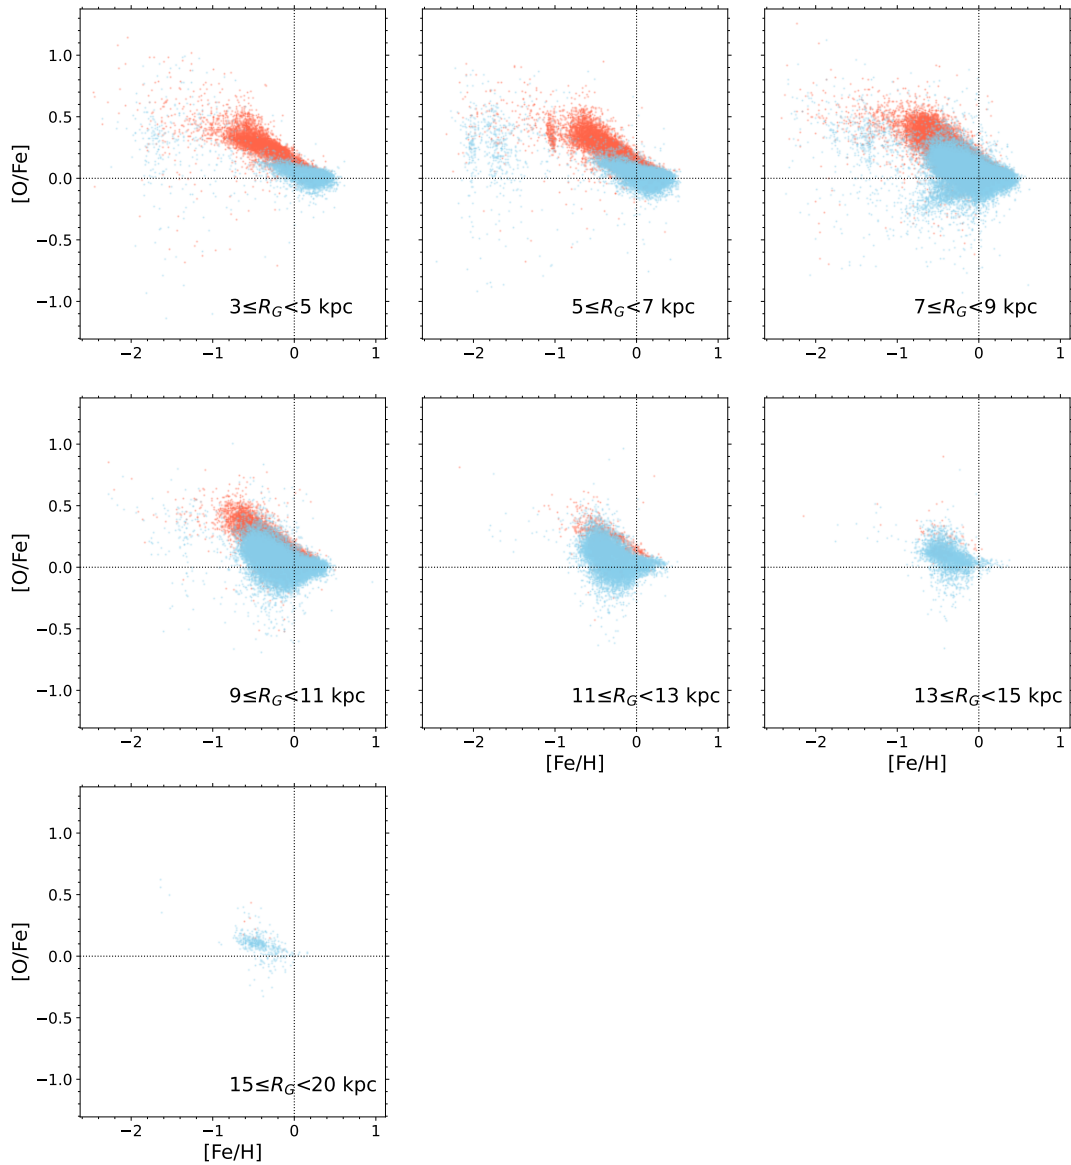 [O/Fe]
1.0
0.5
0.0
−0.5
−1.0
3≤R_G<5 kpc
−2 −1 0 1
5≤R_G<7 kpc
−2 −1 0 1
7≤R_G<9 kpc
−2 −1 0 1
[O/Fe]
1.0
0.5
0.0
−0.5
−1.0
9≤R_G<11 kpc
−2 −1 0 1
11≤R_G<13 kpc
−2 −1 0 1
[Fe/H]
13≤R_G<15 kpc
−2 −1 0 1
[Fe/H]
[O/Fe]
1.0
0.5
0.0
−0.5
−1.0
15≤R_G<20 kpc
−2 −1 0 1
[Fe/H]